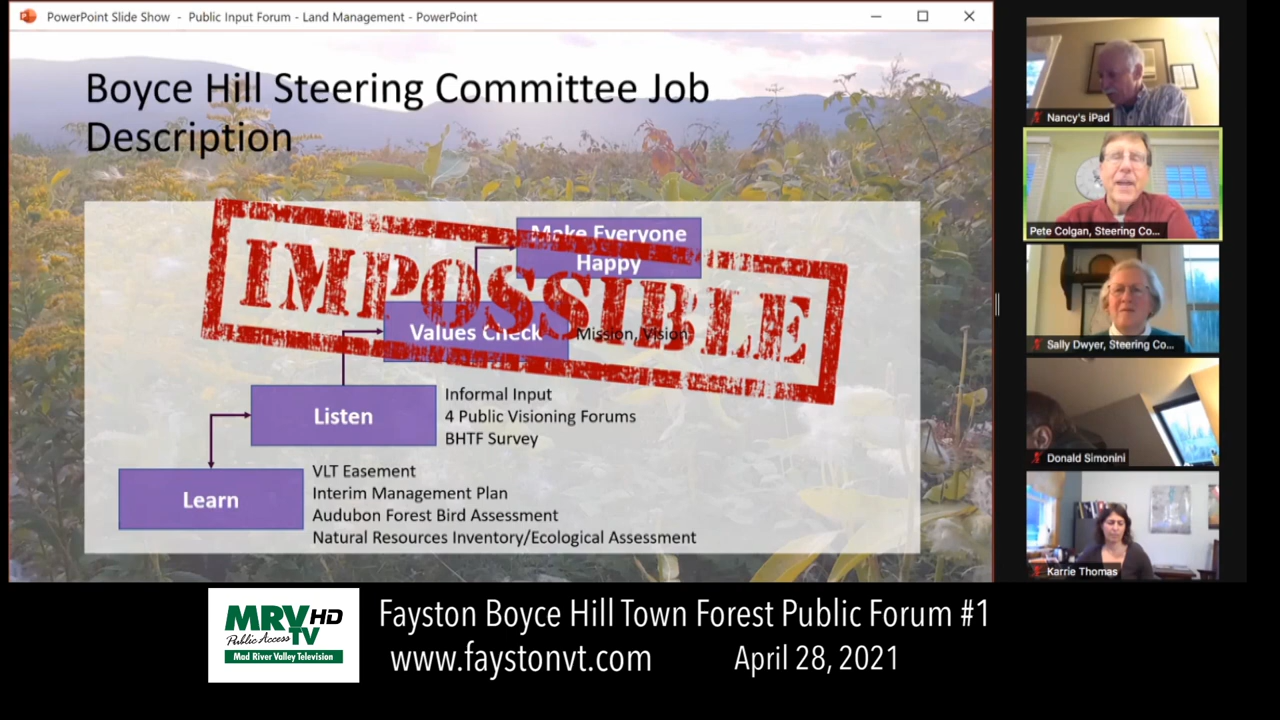 PowerPoint Slide Show - Public Input Forum - Land Management - PowerPoint
Boyce Hill Steering Committee Job
Description
Make Everyone
Happy
IMPOSSIBLE
Values Check
Mission, Vision
Listen
Informal Input
4 Public Visioning Forums
BHTF Survey
Learn
VLT Easement
Interim Management Plan
Audubon Forest Bird Assessment
Natural Resources Inventory/Ecological Assessment
Nancy's iPad
Pete Colgan, Steering Co...
Sally Dwyer, Steering Co...
Donald Simonini
Karrie Thomas
MRV HD
Public Access TV
Mad River Valley Television
Fayston Boyce Hill Town Forest Public Forum #1
www.faystonvt.com April 28, 2021